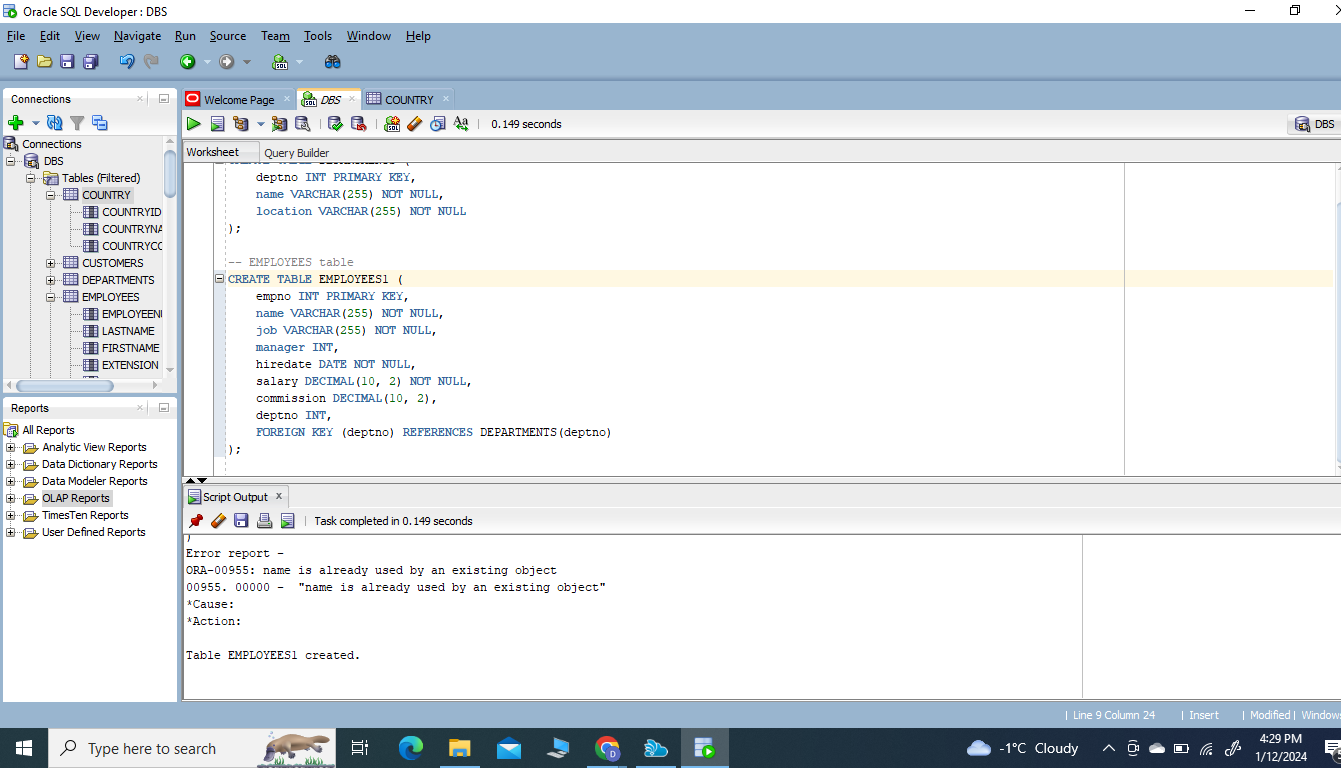 Oracle SQL Developer : DBS
File Edit View Navigate Run Source Team Tools Window Help
Connections
Connections
DBS
Tables (Filtered)
COUNTRY
COUNTRYID
COUNTRYNA
COUNTRYCO
CUSTOMERS
DEPARTMENTS
EMPLOYEES
EMPLOYEEN
LASTNAME
FIRSTNAME
EXTENSION
Reports
All Reports
Analytic View Reports
Data Dictionary Reports
Data Modeler Reports
OLAP Reports
TimesTen Reports
User Defined Reports
Welcome Page DBS COUNTRY
0.149 seconds
DBS
Worksheet Query Builder
deptno INT PRIMARY KEY,
name VARCHAR(255) NOT NULL,
location VARCHAR(255) NOT NULL
);
-- EMPLOYEES table
CREATE TABLE EMPLOYEES1 (
empno INT PRIMARY KEY,
name VARCHAR(255) NOT NULL,
job VARCHAR(255) NOT NULL,
manager INT,
hiredate DATE NOT NULL,
salary DECIMAL(10, 2) NOT NULL,
commission DECIMAL(10, 2),
deptno INT,
FOREIGN KEY (deptno) REFERENCES DEPARTMENTS(deptno)
);
Script Output x
Task completed in 0.149 seconds
)
Error report -
ORA-00955: name is already used by an existing object
00955. 00000 - "name is already used by an existing object"
*Cause:
*Action:
Table EMPLOYEES1 created.
| Line 9 Column 24 | Insert | Modified | Window
Type here to search
-1°C Cloudy
4:29 PM
1/12/2024